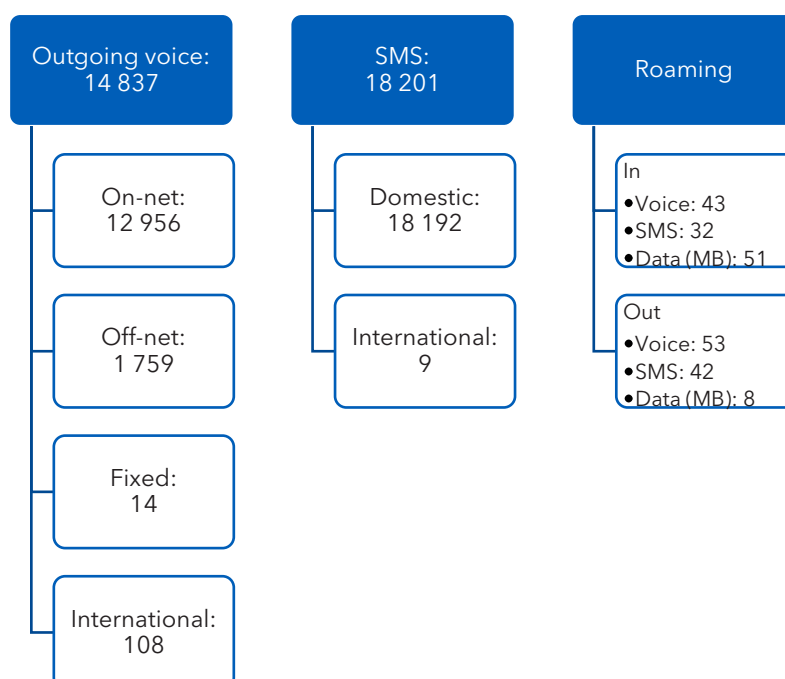 Outgoing voice:
14 837
On-net:
12 956
Off-net:
1 759
Fixed:
14
International:
108
SMS:
18 201
Domestic:
18 192
International:
9
Roaming
In
•Voice: 43
•SMS: 32
•Data (MB): 51
Out
•Voice: 53
•SMS: 42
•Data (MB): 8